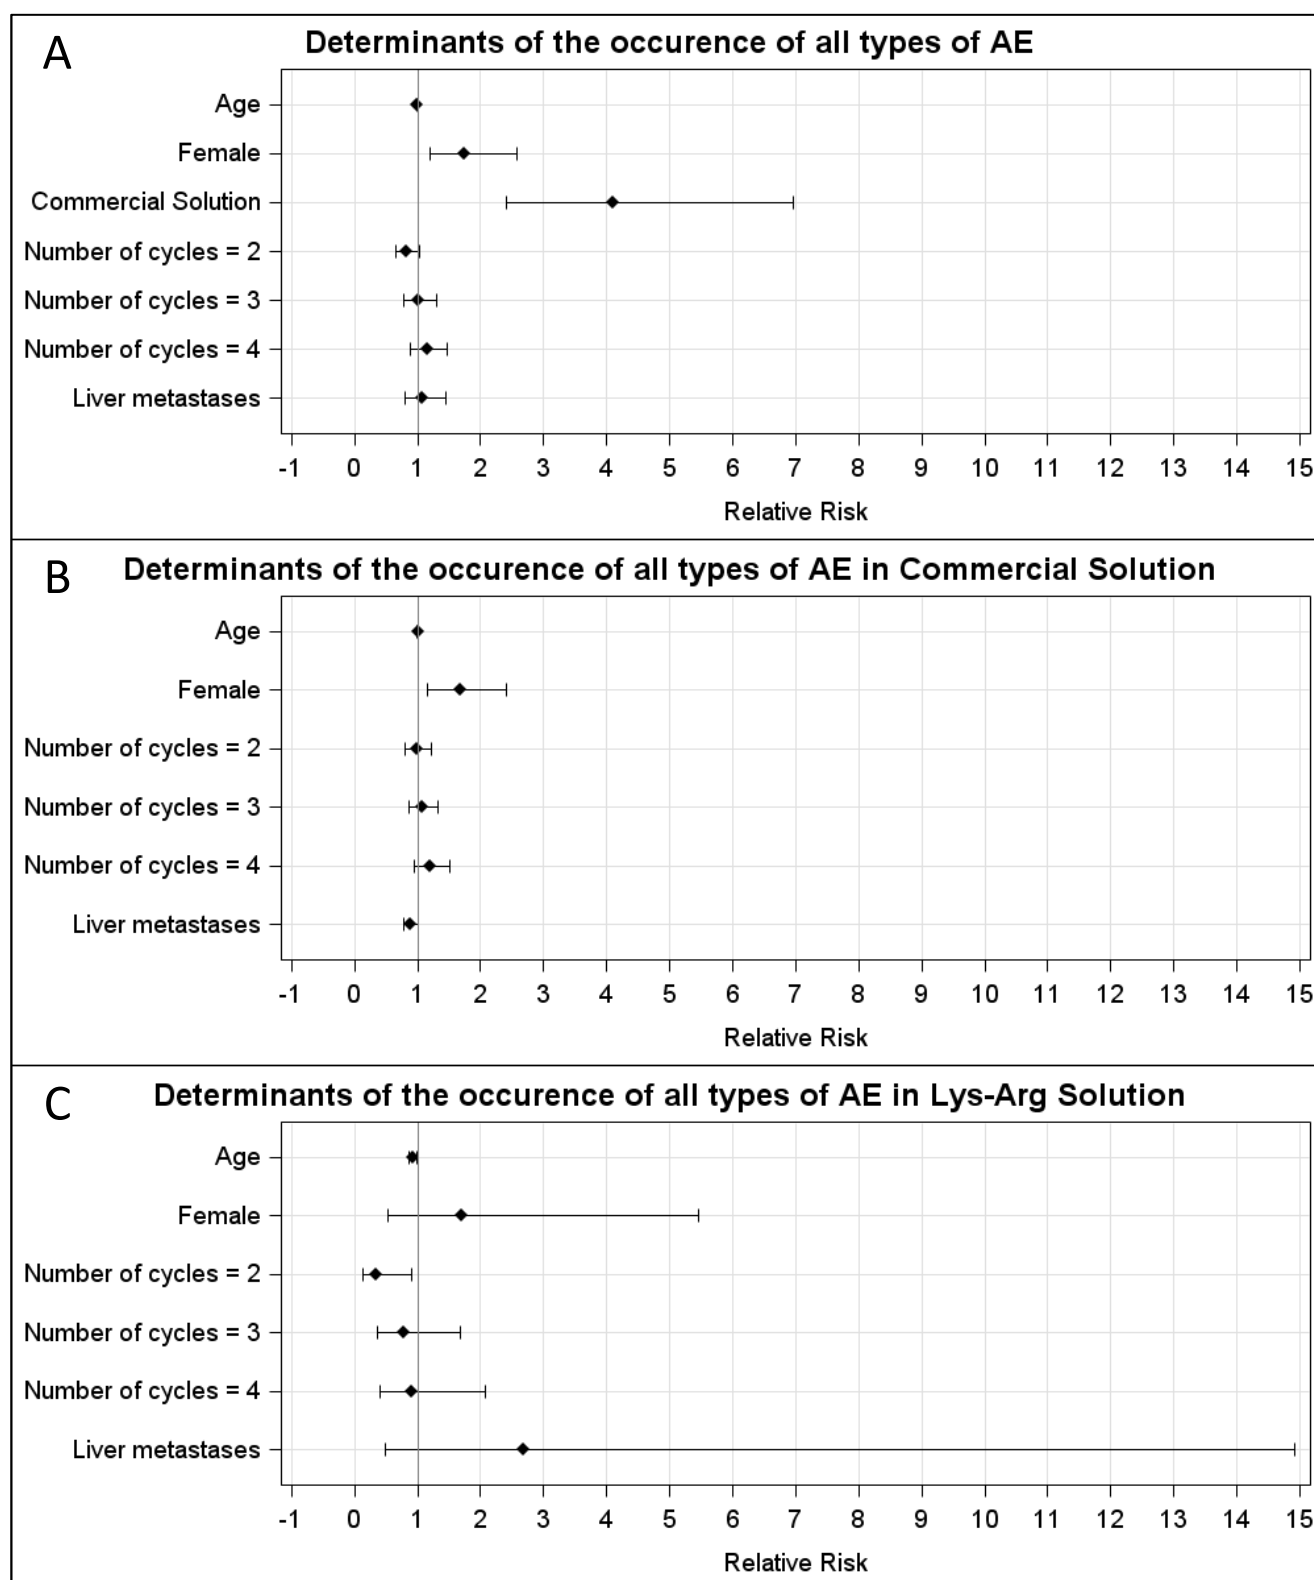 A
Determinants of the occurence of all types of AE
Age
Female
Commercial Solution
Number of cycles = 2
Number of cycles = 3
Number of cycles = 4
Liver metastases
-1 0 1 2 3 4 5 6 7 8 9 10 11 12 13 14 15
Relative Risk
B
Determinants of the occurence of all types of AE in Commercial Solution
Age
Female
Number of cycles = 2
Number of cycles = 3
Number of cycles = 4
Liver metastases
-1 0 1 2 3 4 5 6 7 8 9 10 11 12 13 14 15
Relative Risk
C
Determinants of the occurence of all types of AE in Lys-Arg Solution
Age
Female
Number of cycles = 2
Number of cycles = 3
Number of cycles = 4
Liver metastases
-1 0 1 2 3 4 5 6 7 8 9 10 11 12 13 14 15
Relative Risk